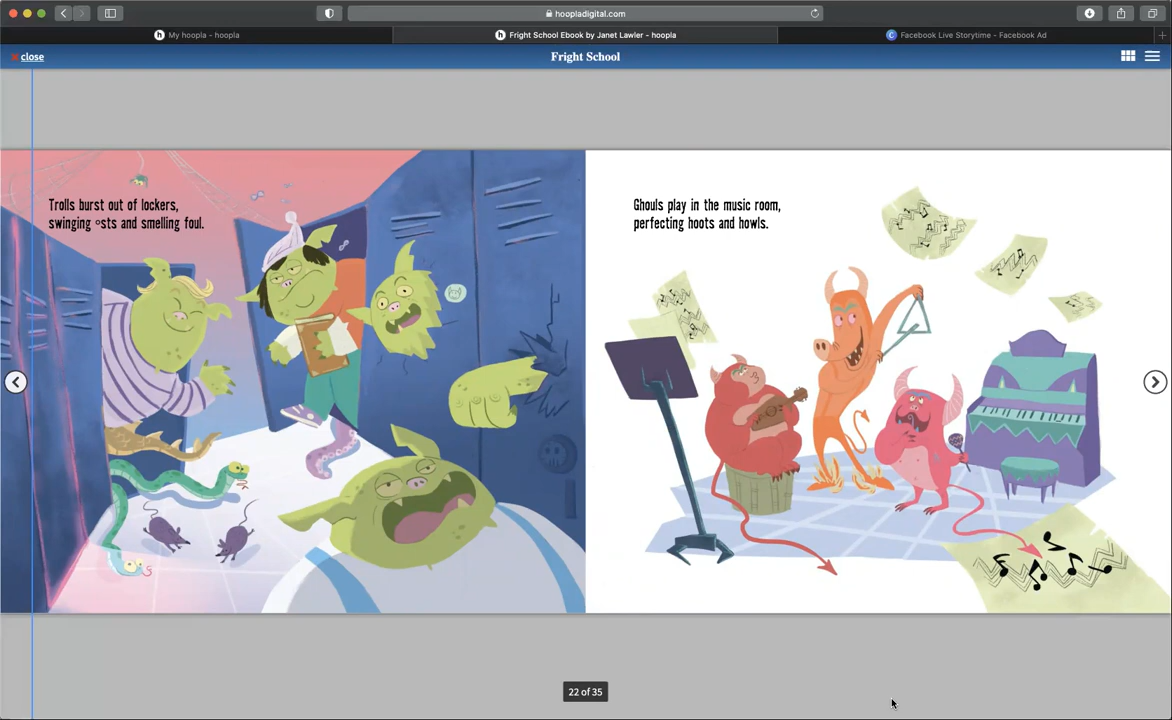 hoopladigital.com
My hoopla - hoopla
Fright School Ebook by Janet Lawler - hoopla
Facebook Live Storytime - Facebook Ad
close
Fright School
Trolls burst out of lockers,
swinging and smelling foul.
Ghouls play in the music room,
perfecting hoots and howls.
22 of 35